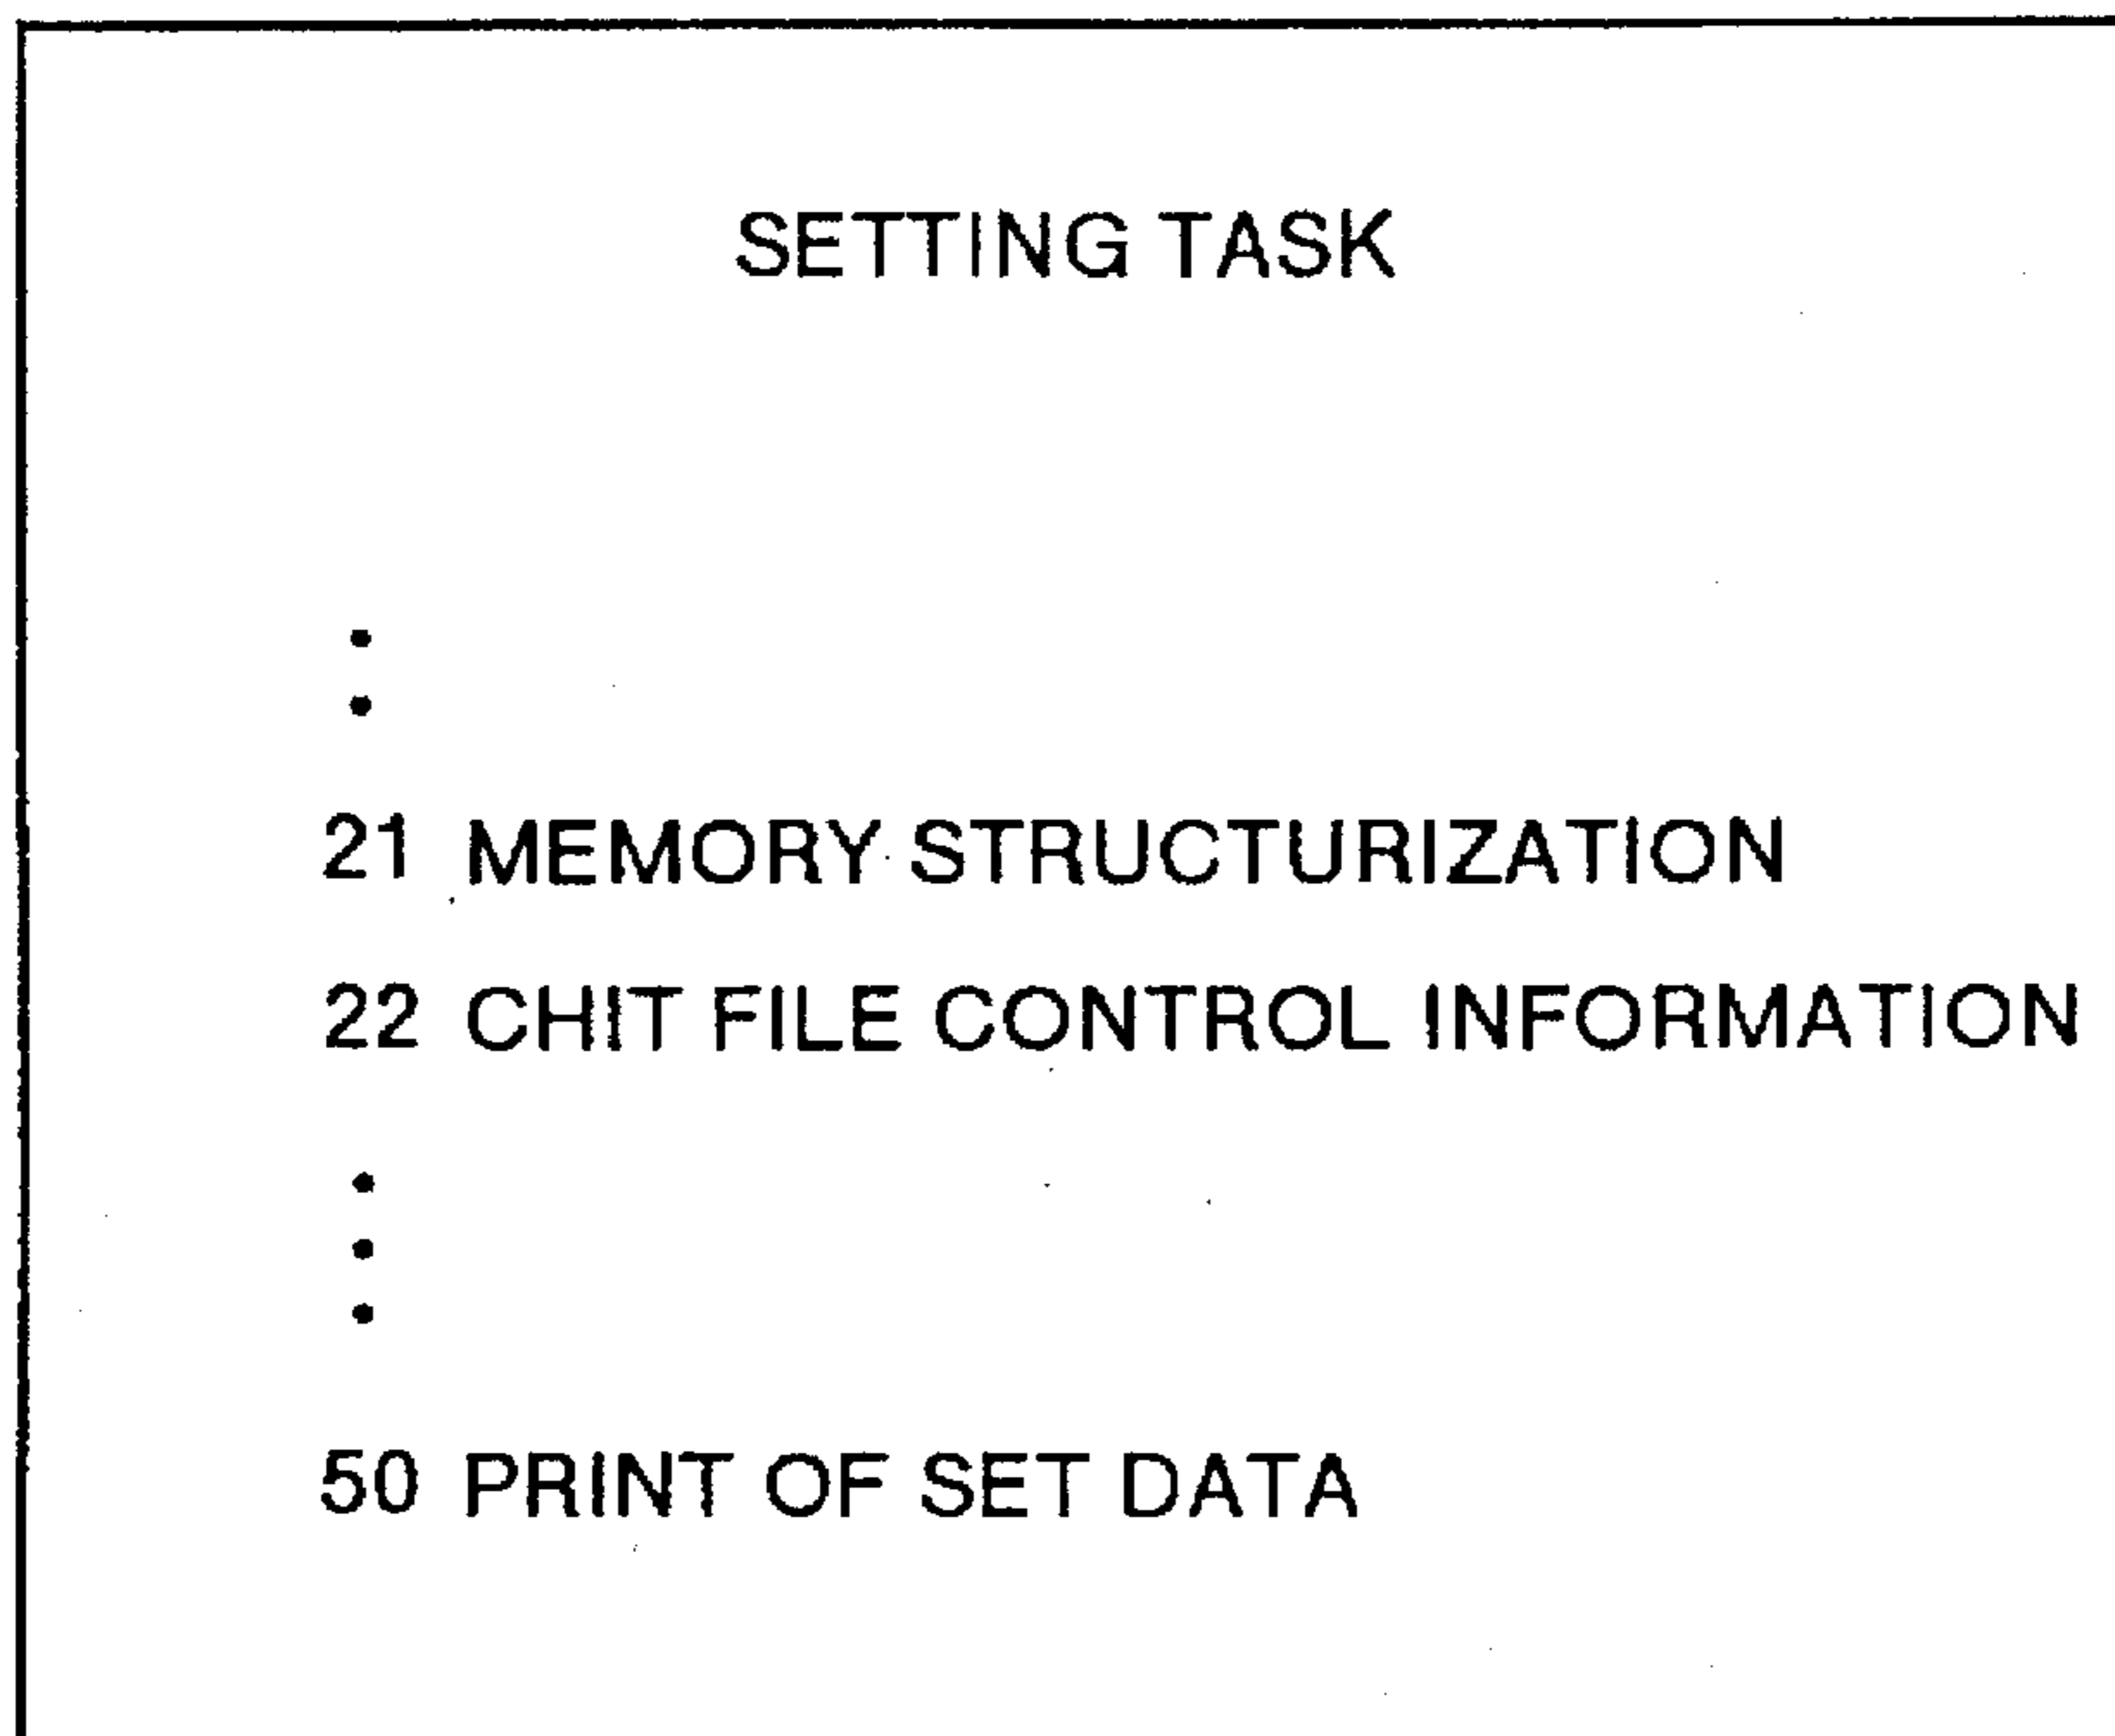 SETTING TASK
21 MEMORY STRUCTURIZATION
22 CHIT FILE CONTROL INFORMATION
50 PRINT OF SET DATA